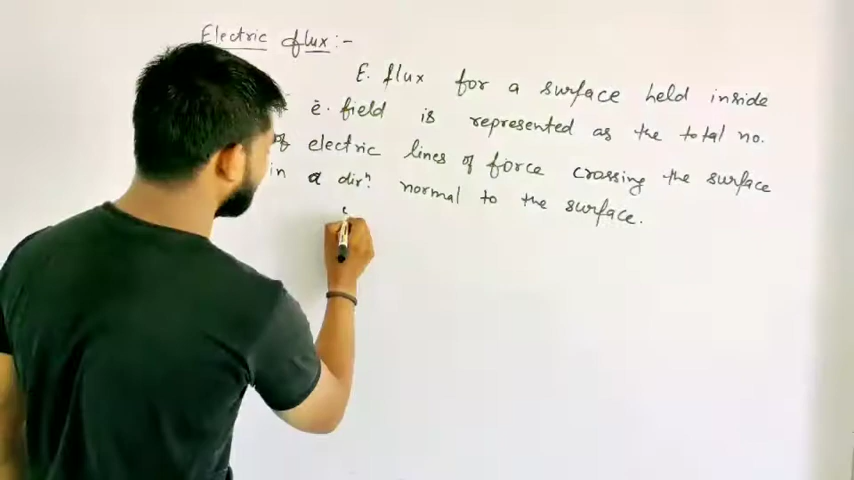 Electric flux :-
E. flux for a surface held inside
ē. field is represented as the total no.
of electric lines of force crossing the surface
in a dirⁿ. normal to the surface.